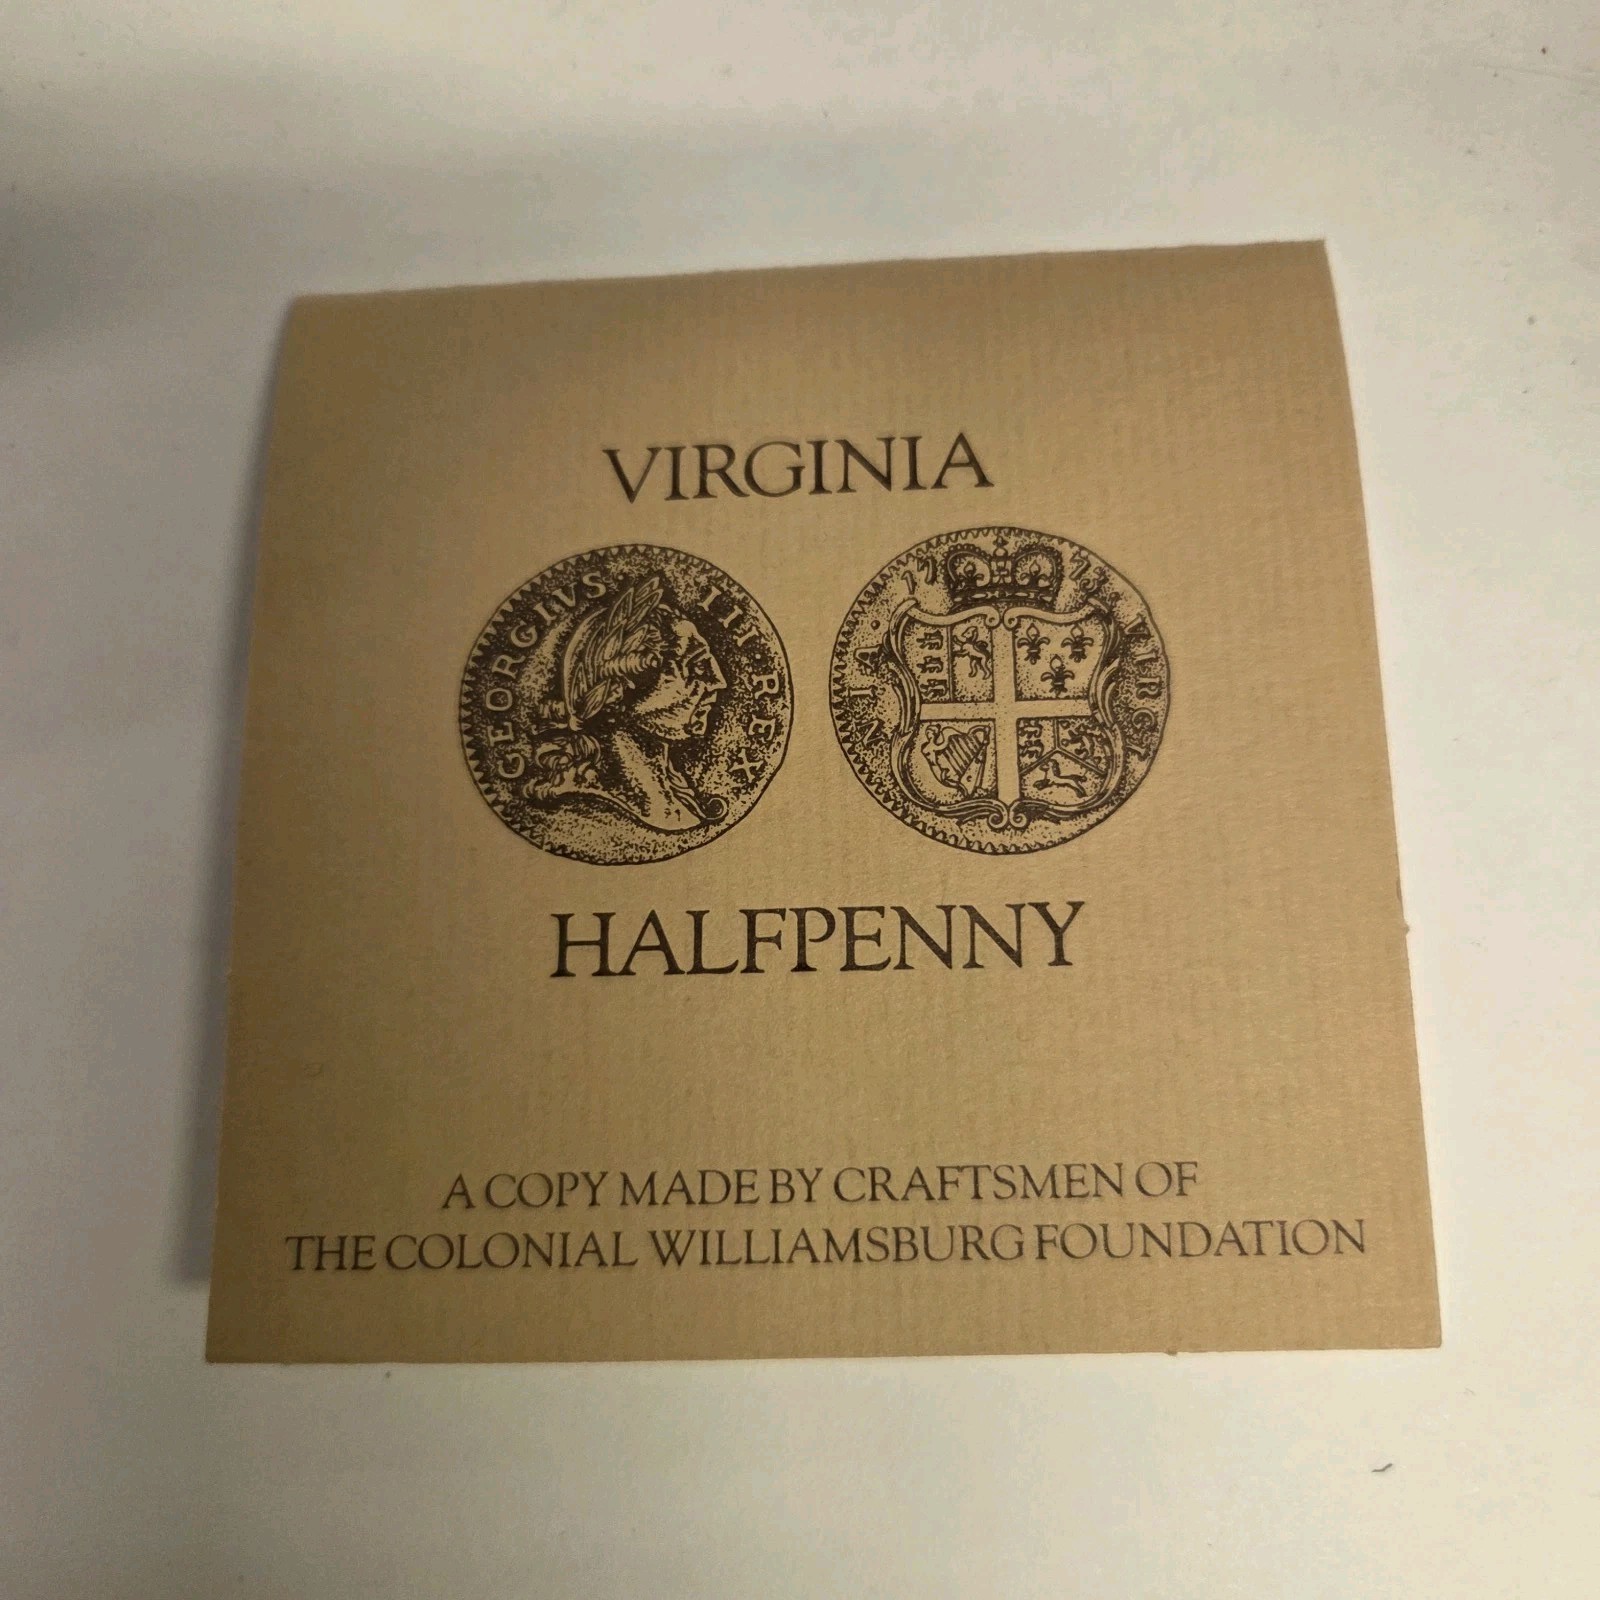 VIRGINIA
GEORGIVS · III · REX
1773 · VIRGI
NIA ·
HALFPENNY
A COPY MADE BY CRAFTSMEN OF
THE COLONIAL WILLIAMSBURG FOUNDATION